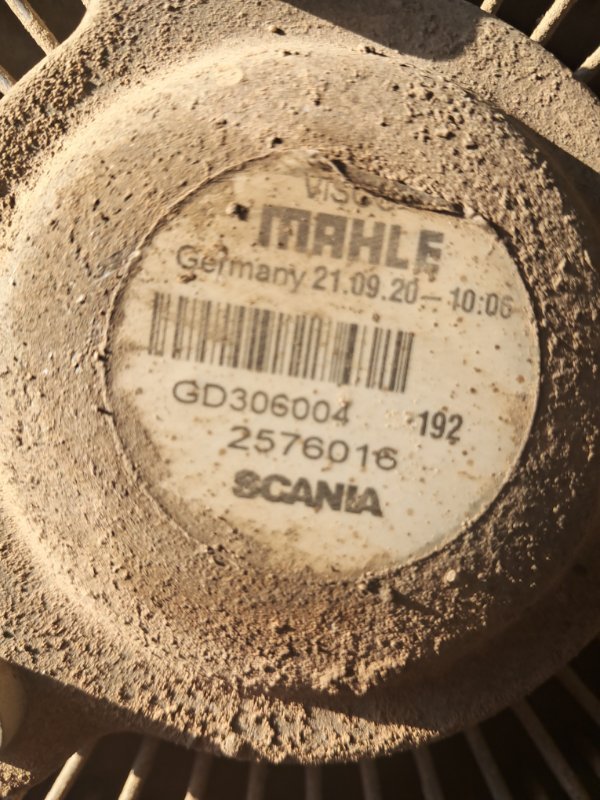 MAHLE
Germany 21.09.20 – 10:06
GD306004 192
2576016
SCANIA